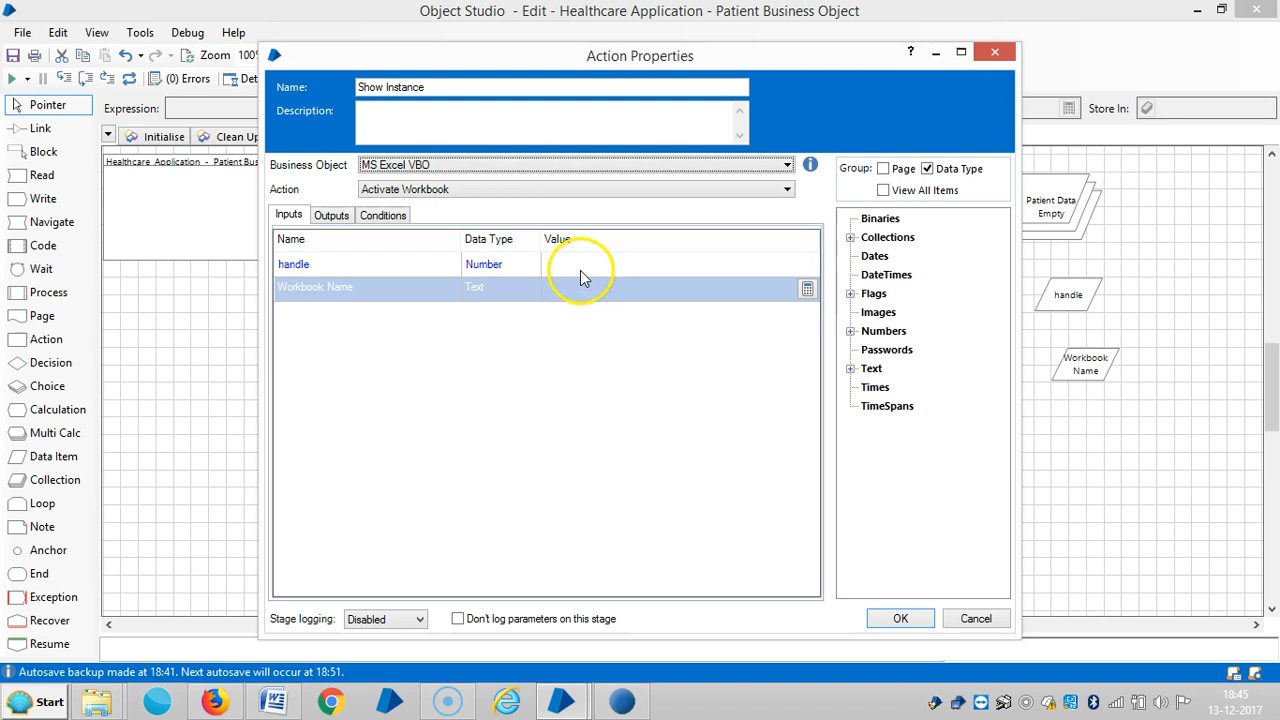 Object Studio - Edit - Healthcare Application - Patient Business Object
File Edit View Tools Debug Help
Zoom 100%
(0) Errors
Action Properties
Pointer
Link
Block
Read
Write
Navigate
Code
Wait
Process
Page
Action
Decision
Choice
Calculation
Multi Calc
Data Item
Collection
Loop
Note
Anchor
End
Exception
Recover
Resume
Expression:
Store In:
Initialise
Clean Up
Healthcare Application - Patient Bus
Name: Show Instance
Description:
Business Object MS Excel VBO
Action Activate Workbook
Group: Page Data Type
View All Items
Inputs Outputs Conditions
Name Data Type Value
handle Number
Workbook Name Text
Binaries
Collections
Dates
DateTimes
Flags
Images
Numbers
Passwords
Text
Times
TimeSpans
Stage logging: Disabled
Don't log parameters on this stage
OK Cancel
Patient Data
Empty
handle
Workbook
Name
Autosave backup made at 18:41. Next autosave will occur at 18:51.
Start
18:45
13-12-2017